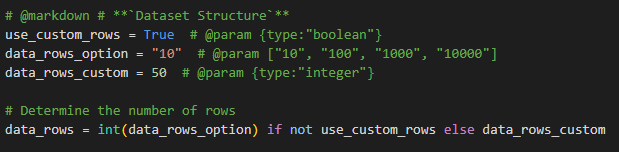 # @markdown # **`Dataset Structure`**
use_custom_rows = True  # @param {type:"boolean"}
data_rows_option = "10"  # @param ["10", "100", "1000", "10000"]
data_rows_custom = 50  # @param {type:"integer"}

# Determine the number of rows
data_rows = int(data_rows_option) if not use_custom_rows else data_rows_custom